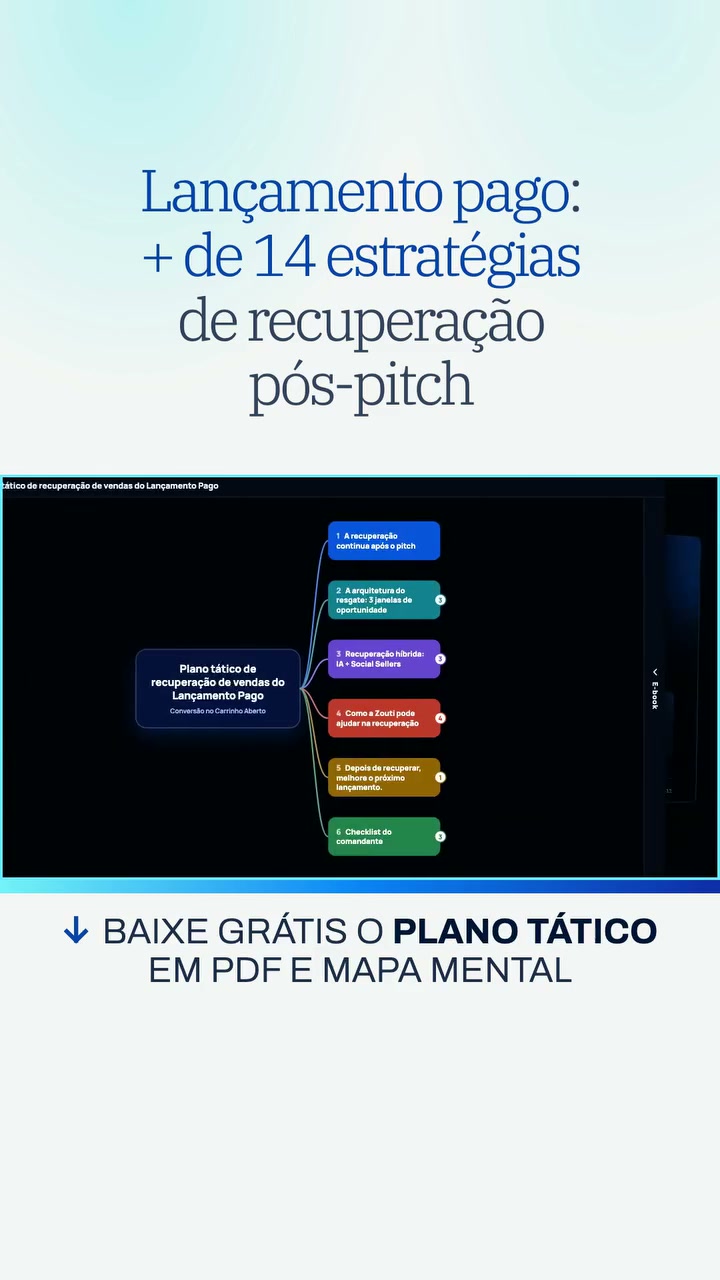 Lançamento pago:
+ de 14 estratégias
de recuperação
pós-pitch
tático de recuperação de vendas do Lançamento Pago
1 A recuperação
continua após o pitch
2 A arquitetura do
resgate: 3 janelas de
oportunidade
3
3 Recuperação híbrida:
IA + Social Sellers
3
Plano tático de
recuperação de vendas do
Lançamento Pago
Conversão no Carrinho Aberto
4 Como a Zouti pode
ajudar na recuperação
4
5 Depois de recuperar,
melhore o próximo
lançamento.
1
6 Checklist do
comandante
3
E-book
↓ BAIXE GRÁTIS O PLANO TÁTICO
EM PDF E MAPA MENTAL